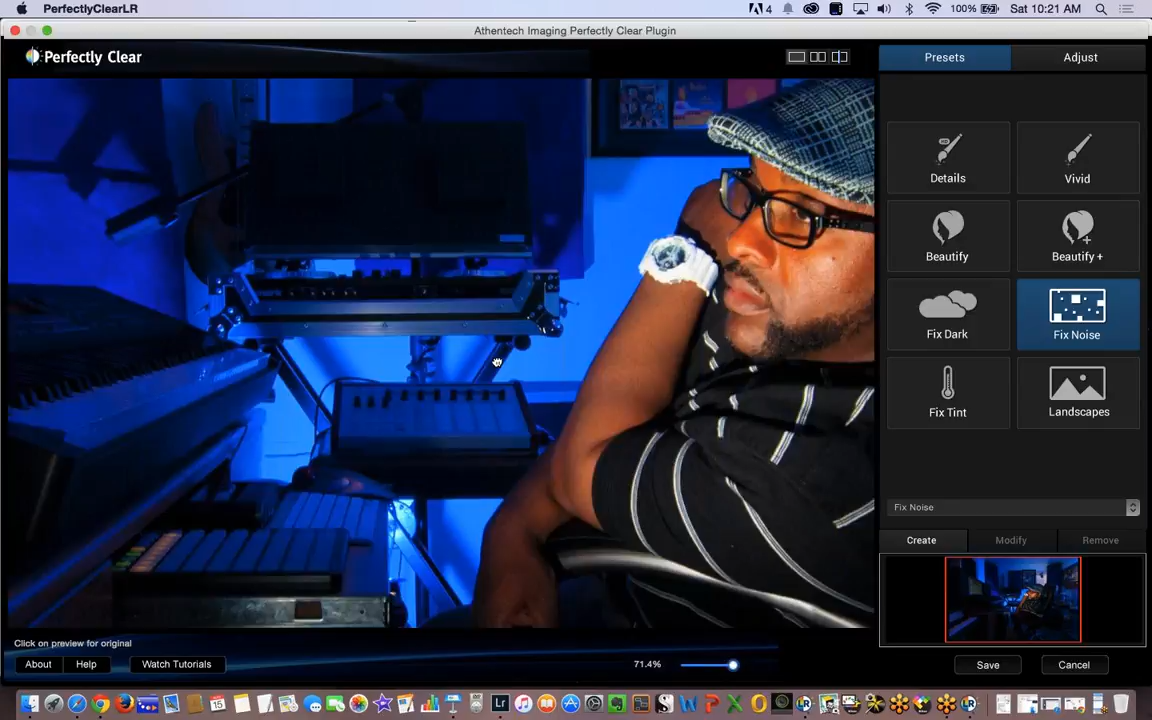 PerfectlyClearLR
4
100%
Sat 10:21 AM
Athentech Imaging Perfectly Clear Plugin
Perfectly Clear
Presets
Adjust
Details
Vivid
Beautify
Beautify +
Fix Dark
Fix Noise
Fix Tint
Landscapes
Fix Noise
Create
Modify
Remove
Click on preview for original
About
Help
Watch Tutorials
71.4%
Save
Cancel